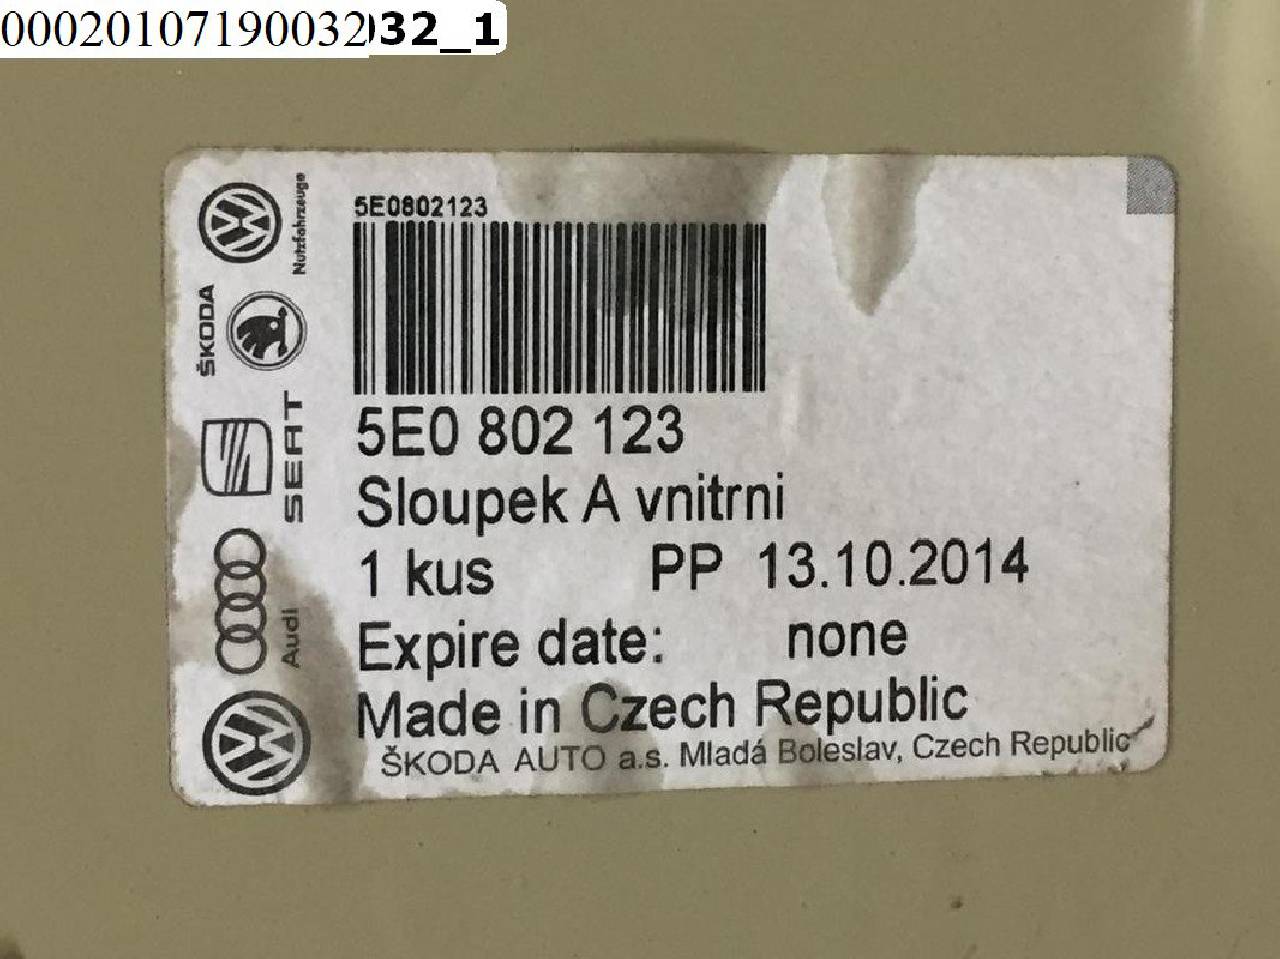 00020107190032032_1
Nutzfahrzeuge
ŠKODA
SEAT
Audi
5E0802123
5E0 802 123
Sloupek A vnitrni
1 kus PP 13.10.2014
Expire date: none
Made in Czech Republic
ŠKODA AUTO a.s. Mladá Boleslav, Czech Republic